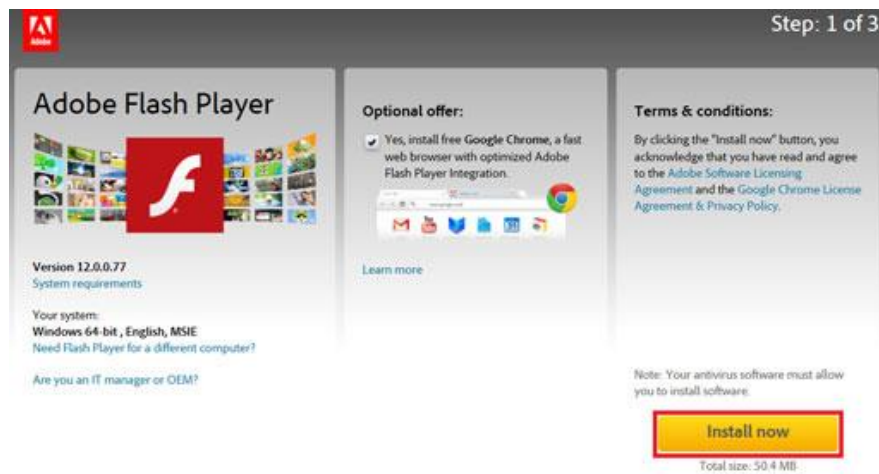 Adobe
Step: 1 of 3
Adobe Flash Player
Version 12.0.0.77
System requirements
Your system:
Windows 64-bit , English, MSIE
Need Flash Player for a different computer?
Are you an IT manager or OEM?
Optional offer:
Yes, install free Google Chrome, a fast
web browser with optimized Adobe
Flash Player Integration.
Learn more
Terms & conditions:
By clicking the "Install now" button, you
acknowledge that you have read and agree
to the Adobe Software Licensing
Agreement and the Google Chrome License
Agreement & Privacy Policy.
Note: Your antivirus software must allow
you to install software.
Install now
Total size: 50.4 MB